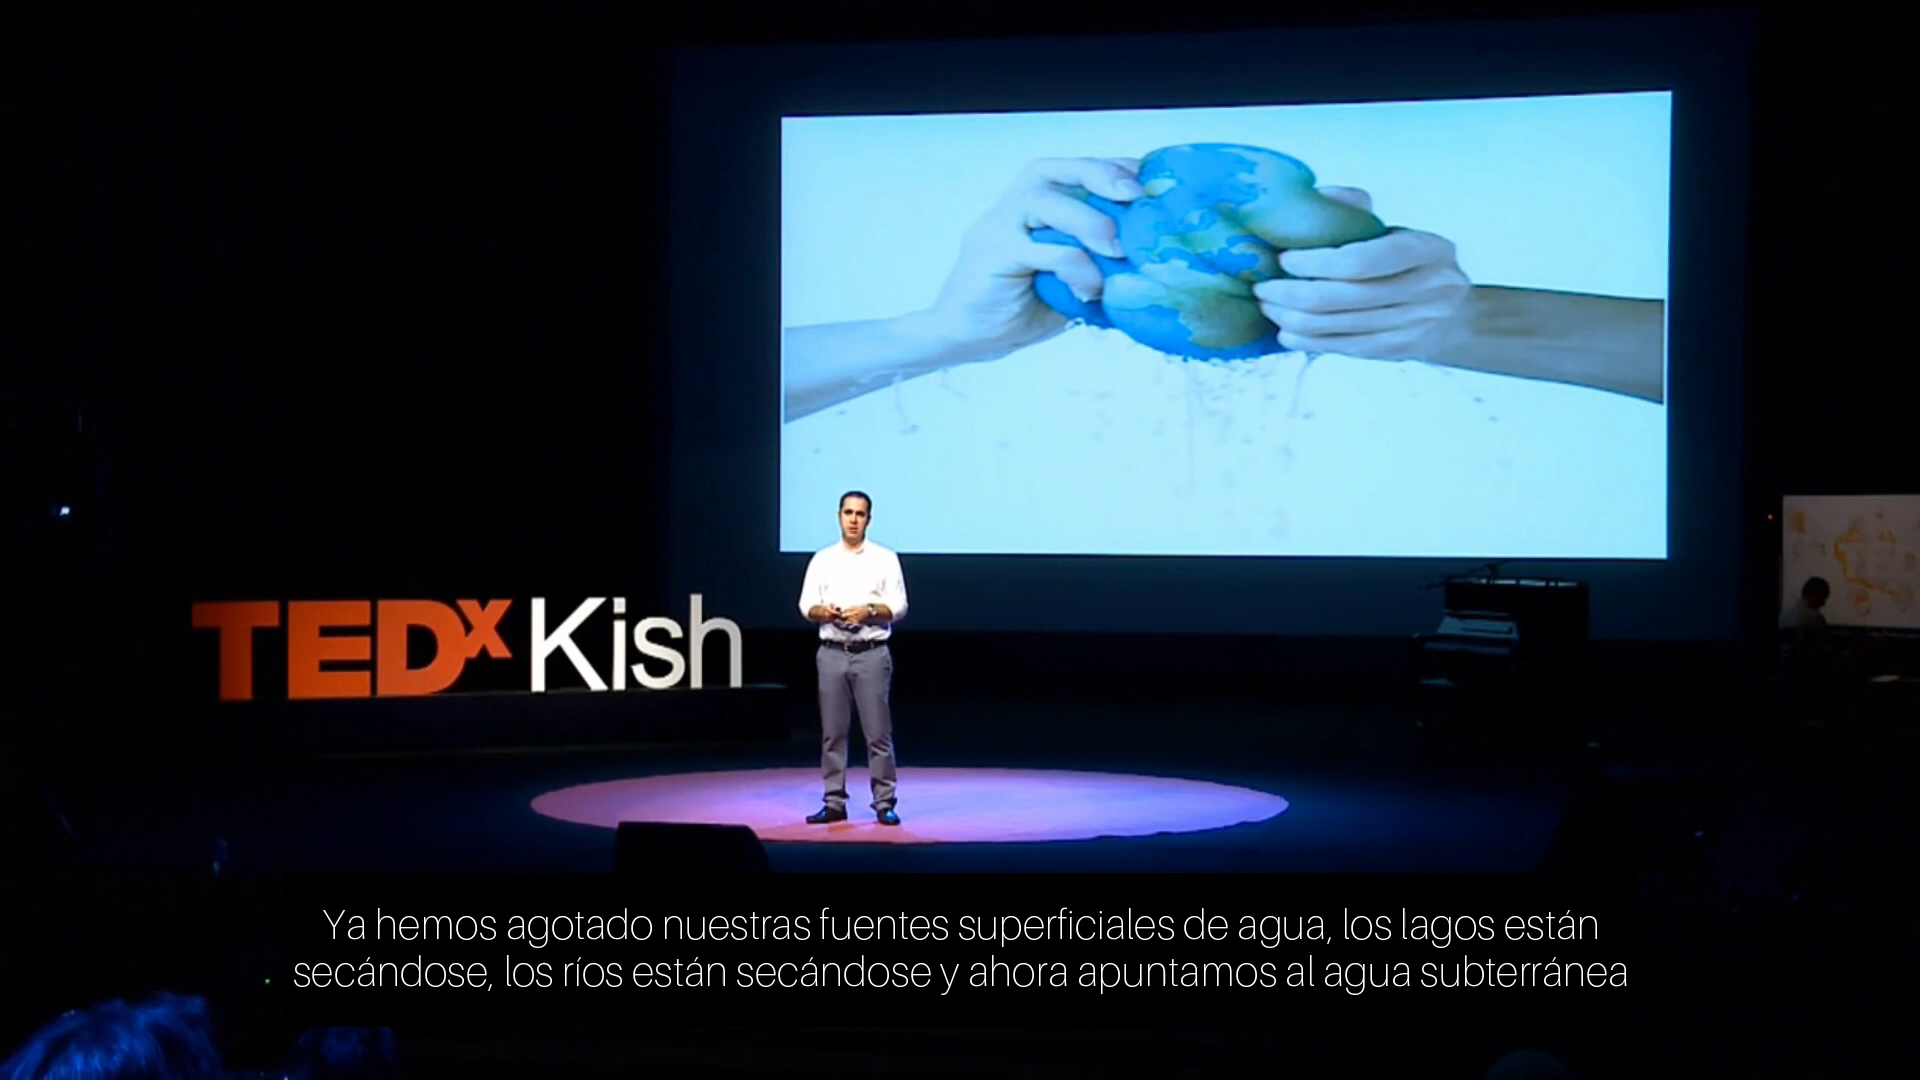 TEDx Kish
Ya hemos agotado nuestras fuentes superficiales de agua, los lagos están
secándose, los ríos están secándose y ahora apuntamos al agua subterránea